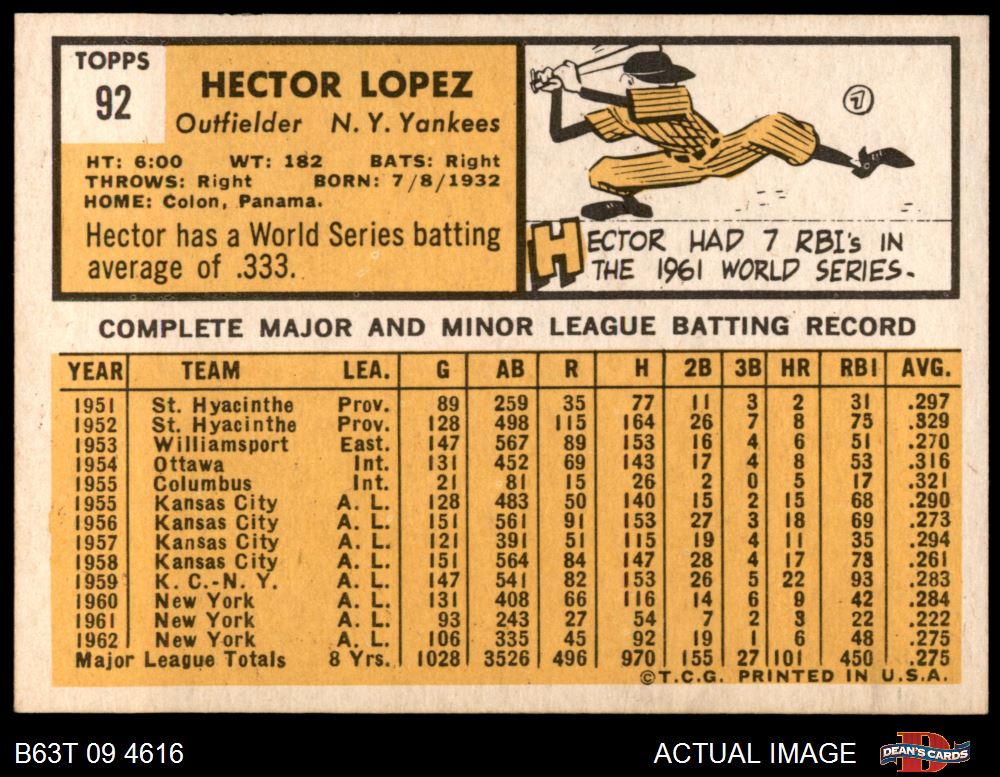 TOPPS
92
HECTOR LOPEZ
Outfielder N. Y. Yankees
HT: 6:00 WT: 182 BATS: Right
THROWS: Right BORN: 7/8/1932
HOME: Colon, Panama.
Hector has a World Series batting
average of .333.
7
HECTOR HAD 7 RBI's IN
THE 1961 WORLD SERIES.
COMPLETE MAJOR AND MINOR LEAGUE BATTING RECORD
YEAR TEAM LEA. G AB R H 2B 3B HR RBI AVG.
1951 St. Hyacinthe Prov. 89 259 35 77 11 3 2 31 .297
1952 St. Hyacinthe Prov. 128 498 115 164 26 7 8 75 .329
1953 Williamsport East. 147 567 89 153 16 4 6 51 .270
1954 Ottawa Int. 131 452 69 143 17 4 8 53 .316
1955 Columbus Int. 21 81 15 26 2 0 5 17 .321
1955 Kansas City A. L. 128 483 50 140 15 2 15 68 .290
1956 Kansas City A. L. 151 561 91 153 27 3 18 69 .273
1957 Kansas City A. L. 121 391 51 115 19 4 11 35 .294
1958 Kansas City A. L. 151 564 84 147 28 4 17 73 .261
1959 K. C.-N. Y. A. L. 147 541 82 153 26 5 22 93 .283
1960 New York A. L. 131 408 66 116 14 6 9 42 .284
1961 New York A. L. 93 243 27 54 7 2 3 22 .222
1962 New York A. L. 106 335 45 92 19 1 6 48 .275
Major League Totals 8 Yrs. 1028 3526 496 970 155 27 101 450 .275
©T.C.G. PRINTED IN U.S.A.
B63T 09 4616 ACTUAL IMAGE DEAN'S CARDS